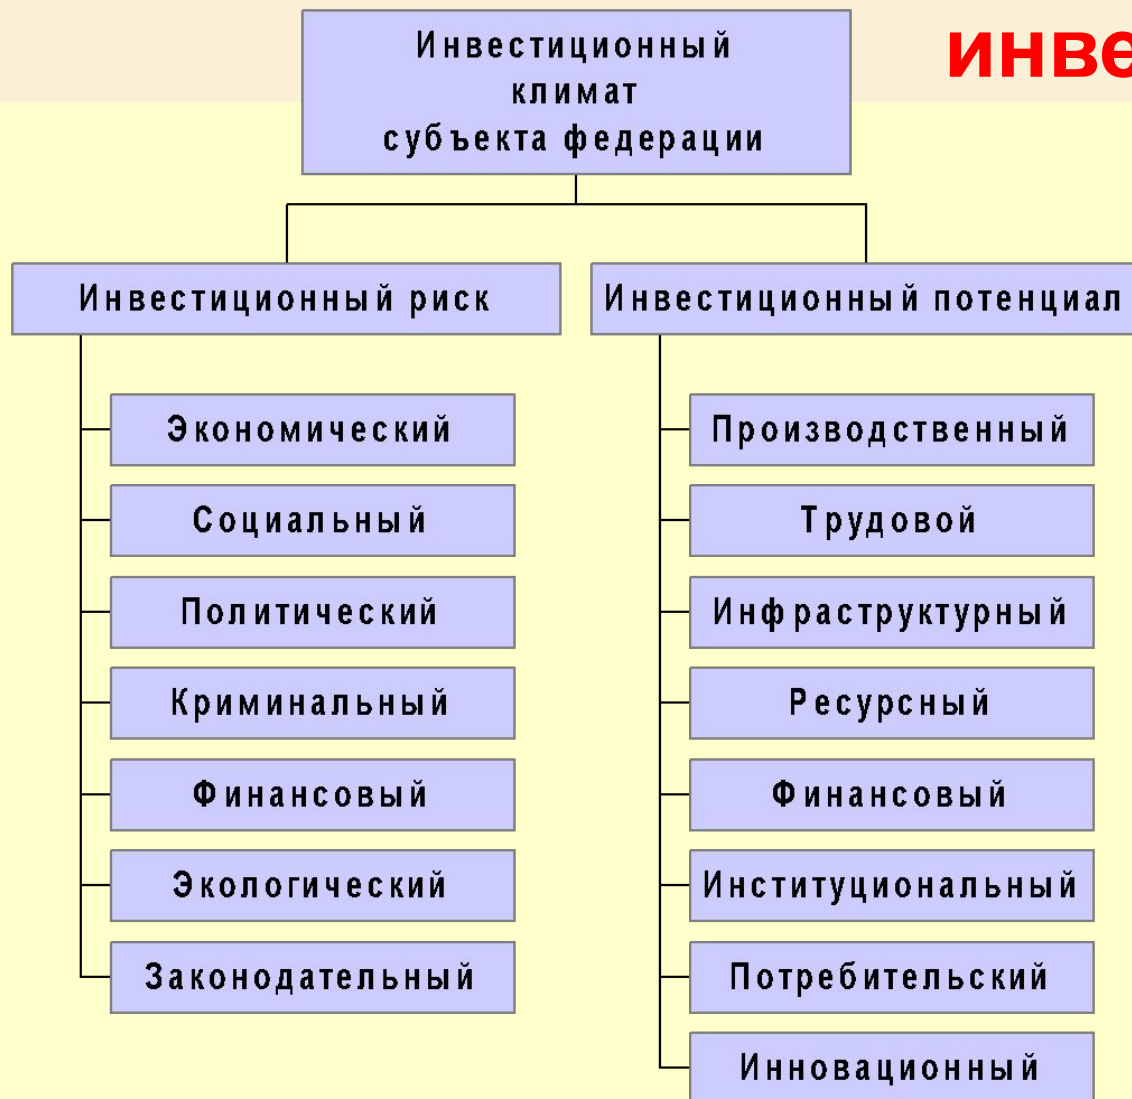 инве
Инвестиционный
климат
субъекта федерации
Инвестиционный риск
Экономический
Социальный
Политический
Криминальный
Финансовый
Экологический
Законодательный
Инвестиционный потенциал
Производственный
Трудовой
Инфраструктурный
Ресурсный
Финансовый
Институциональный
Потребительский
Инновационный